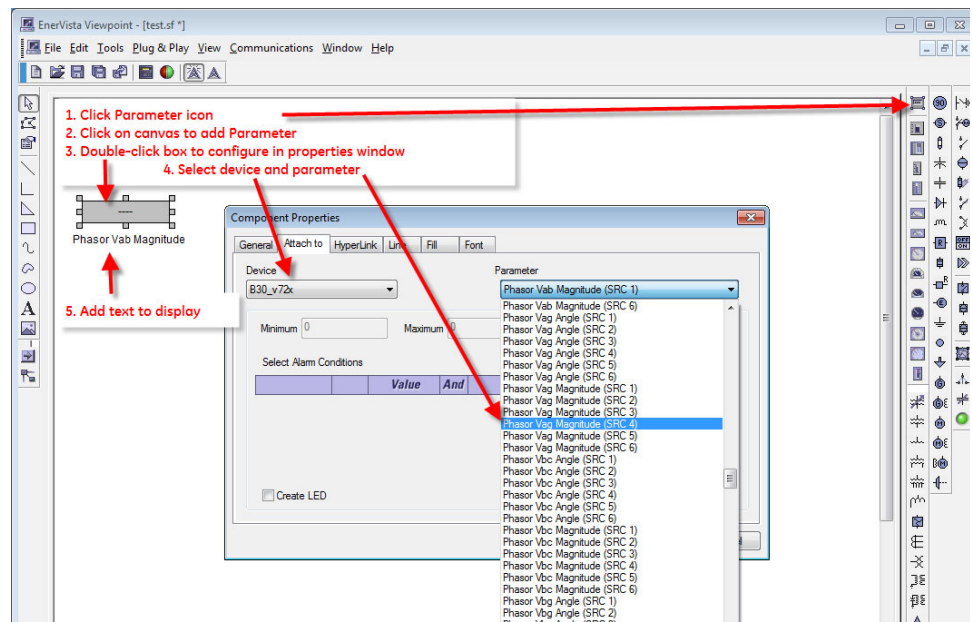 EnerVista Viewpoint - [test.sf *]
File Edit Tools Plug & Play View Communications Window Help
1. Click Parameter icon
2. Click on canvas to add Parameter
3. Double-click box to configure in properties window
4. Select device and parameter
----
Phasor Vab Magnitude
5. Add text to display
A
Component Properties
General Attach to HyperLink Line Fill Font
Device
B30_v72x
Parameter
Phasor Vab Magnitude (SRC 1)
Minimum 0
Maximum 0
Select Alarm Conditions
Value And
Create LED
Phasor Vab Magnitude (SRC 6)
Phasor Vag Angle (SRC 1)
Phasor Vag Angle (SRC 2)
Phasor Vag Angle (SRC 3)
Phasor Vag Angle (SRC 4)
Phasor Vag Angle (SRC 5)
Phasor Vag Angle (SRC 6)
Phasor Vag Magnitude (SRC 1)
Phasor Vag Magnitude (SRC 2)
Phasor Vag Magnitude (SRC 3)
Phasor Vag Magnitude (SRC 4)
Phasor Vag Magnitude (SRC 5)
Phasor Vag Magnitude (SRC 6)
Phasor Vbc Angle (SRC 1)
Phasor Vbc Angle (SRC 2)
Phasor Vbc Angle (SRC 3)
Phasor Vbc Angle (SRC 4)
Phasor Vbc Angle (SRC 5)
Phasor Vbc Angle (SRC 6)
Phasor Vbc Magnitude (SRC 1)
Phasor Vbc Magnitude (SRC 2)
Phasor Vbc Magnitude (SRC 3)
Phasor Vbc Magnitude (SRC 4)
Phasor Vbc Magnitude (SRC 5)
Phasor Vbc Magnitude (SRC 6)
Phasor Vbg Angle (SRC 1)
Phasor Vbg Angle (SRC 2)